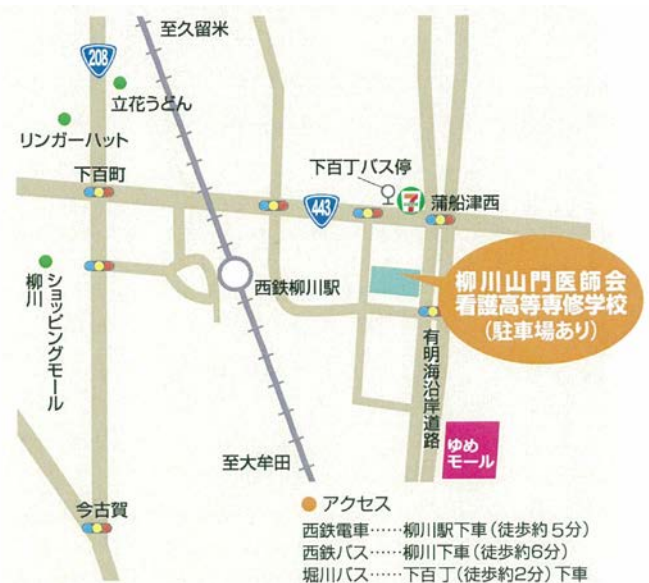 至久留米
208
立花うどん
リンガーハット
下百町
下百丁バス停
443
7
蒲船津西
西鉄柳川駅
柳川山門医師会
看護高等専修学校
(駐車場あり)
柳川
ショッピングモール
有明海沿岸道路
ゆめ
モール
至大牟田
今古賀
アクセス
西鉄電車……柳川駅下車(徒歩約5分)
西鉄バス……柳川下車(徒歩約6分)
堀川バス……下百丁(徒歩約2分)下車